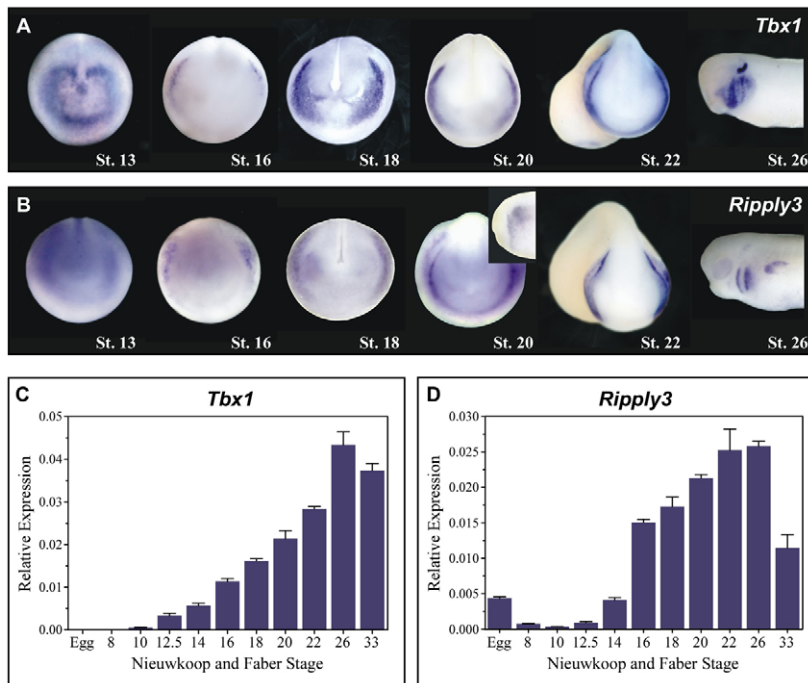 A
Tbx1
St. 13
St. 16
St. 18
St. 20
St. 22
St. 26
B
Ripply3
St. 13
St. 16
St. 18
St. 20
St. 22
St. 26
C
Tbx1
Relative Expression
0.05
0.04
0.03
0.02
0.01
0.00
Egg 8 10 12.5 14 16 18 20 22 26 33
Nieuwkoop and Faber Stage
D
Ripply3
Relative Expression
0.030
0.025
0.020
0.015
0.010
0.005
0.000
Egg 8 10 12.5 14 16 18 20 22 26 33
Nieuwkoop and Faber Stage